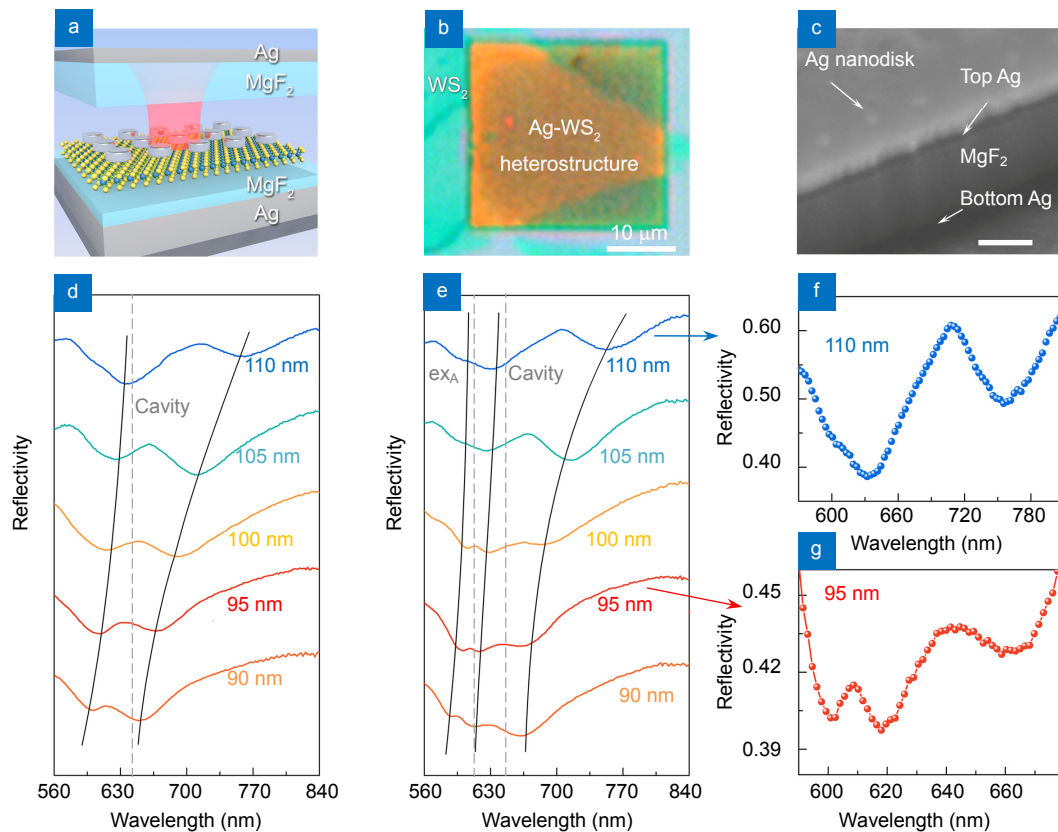 a
Ag
MgF2
MgF2
Ag
b
WS2
Ag-WS2
heterostructure
10 μm
c
Ag nanodisk
Top Ag
MgF2
Bottom Ag
d
110 nm
Cavity
105 nm
100 nm
95 nm
90 nm
Reflectivity
560 630 700 770 840
Wavelength (nm)
e
exA
Cavity
110 nm
105 nm
100 nm
95 nm
90 nm
Reflectivity
560 630 700 770 840
Wavelength (nm)
f
110 nm
0.60
0.50
0.40
Reflectivity
600 660 720 780
Wavelength (nm)
g
95 nm
0.45
0.42
0.39
Reflectivity
600 620 640 660
Wavelength (nm)